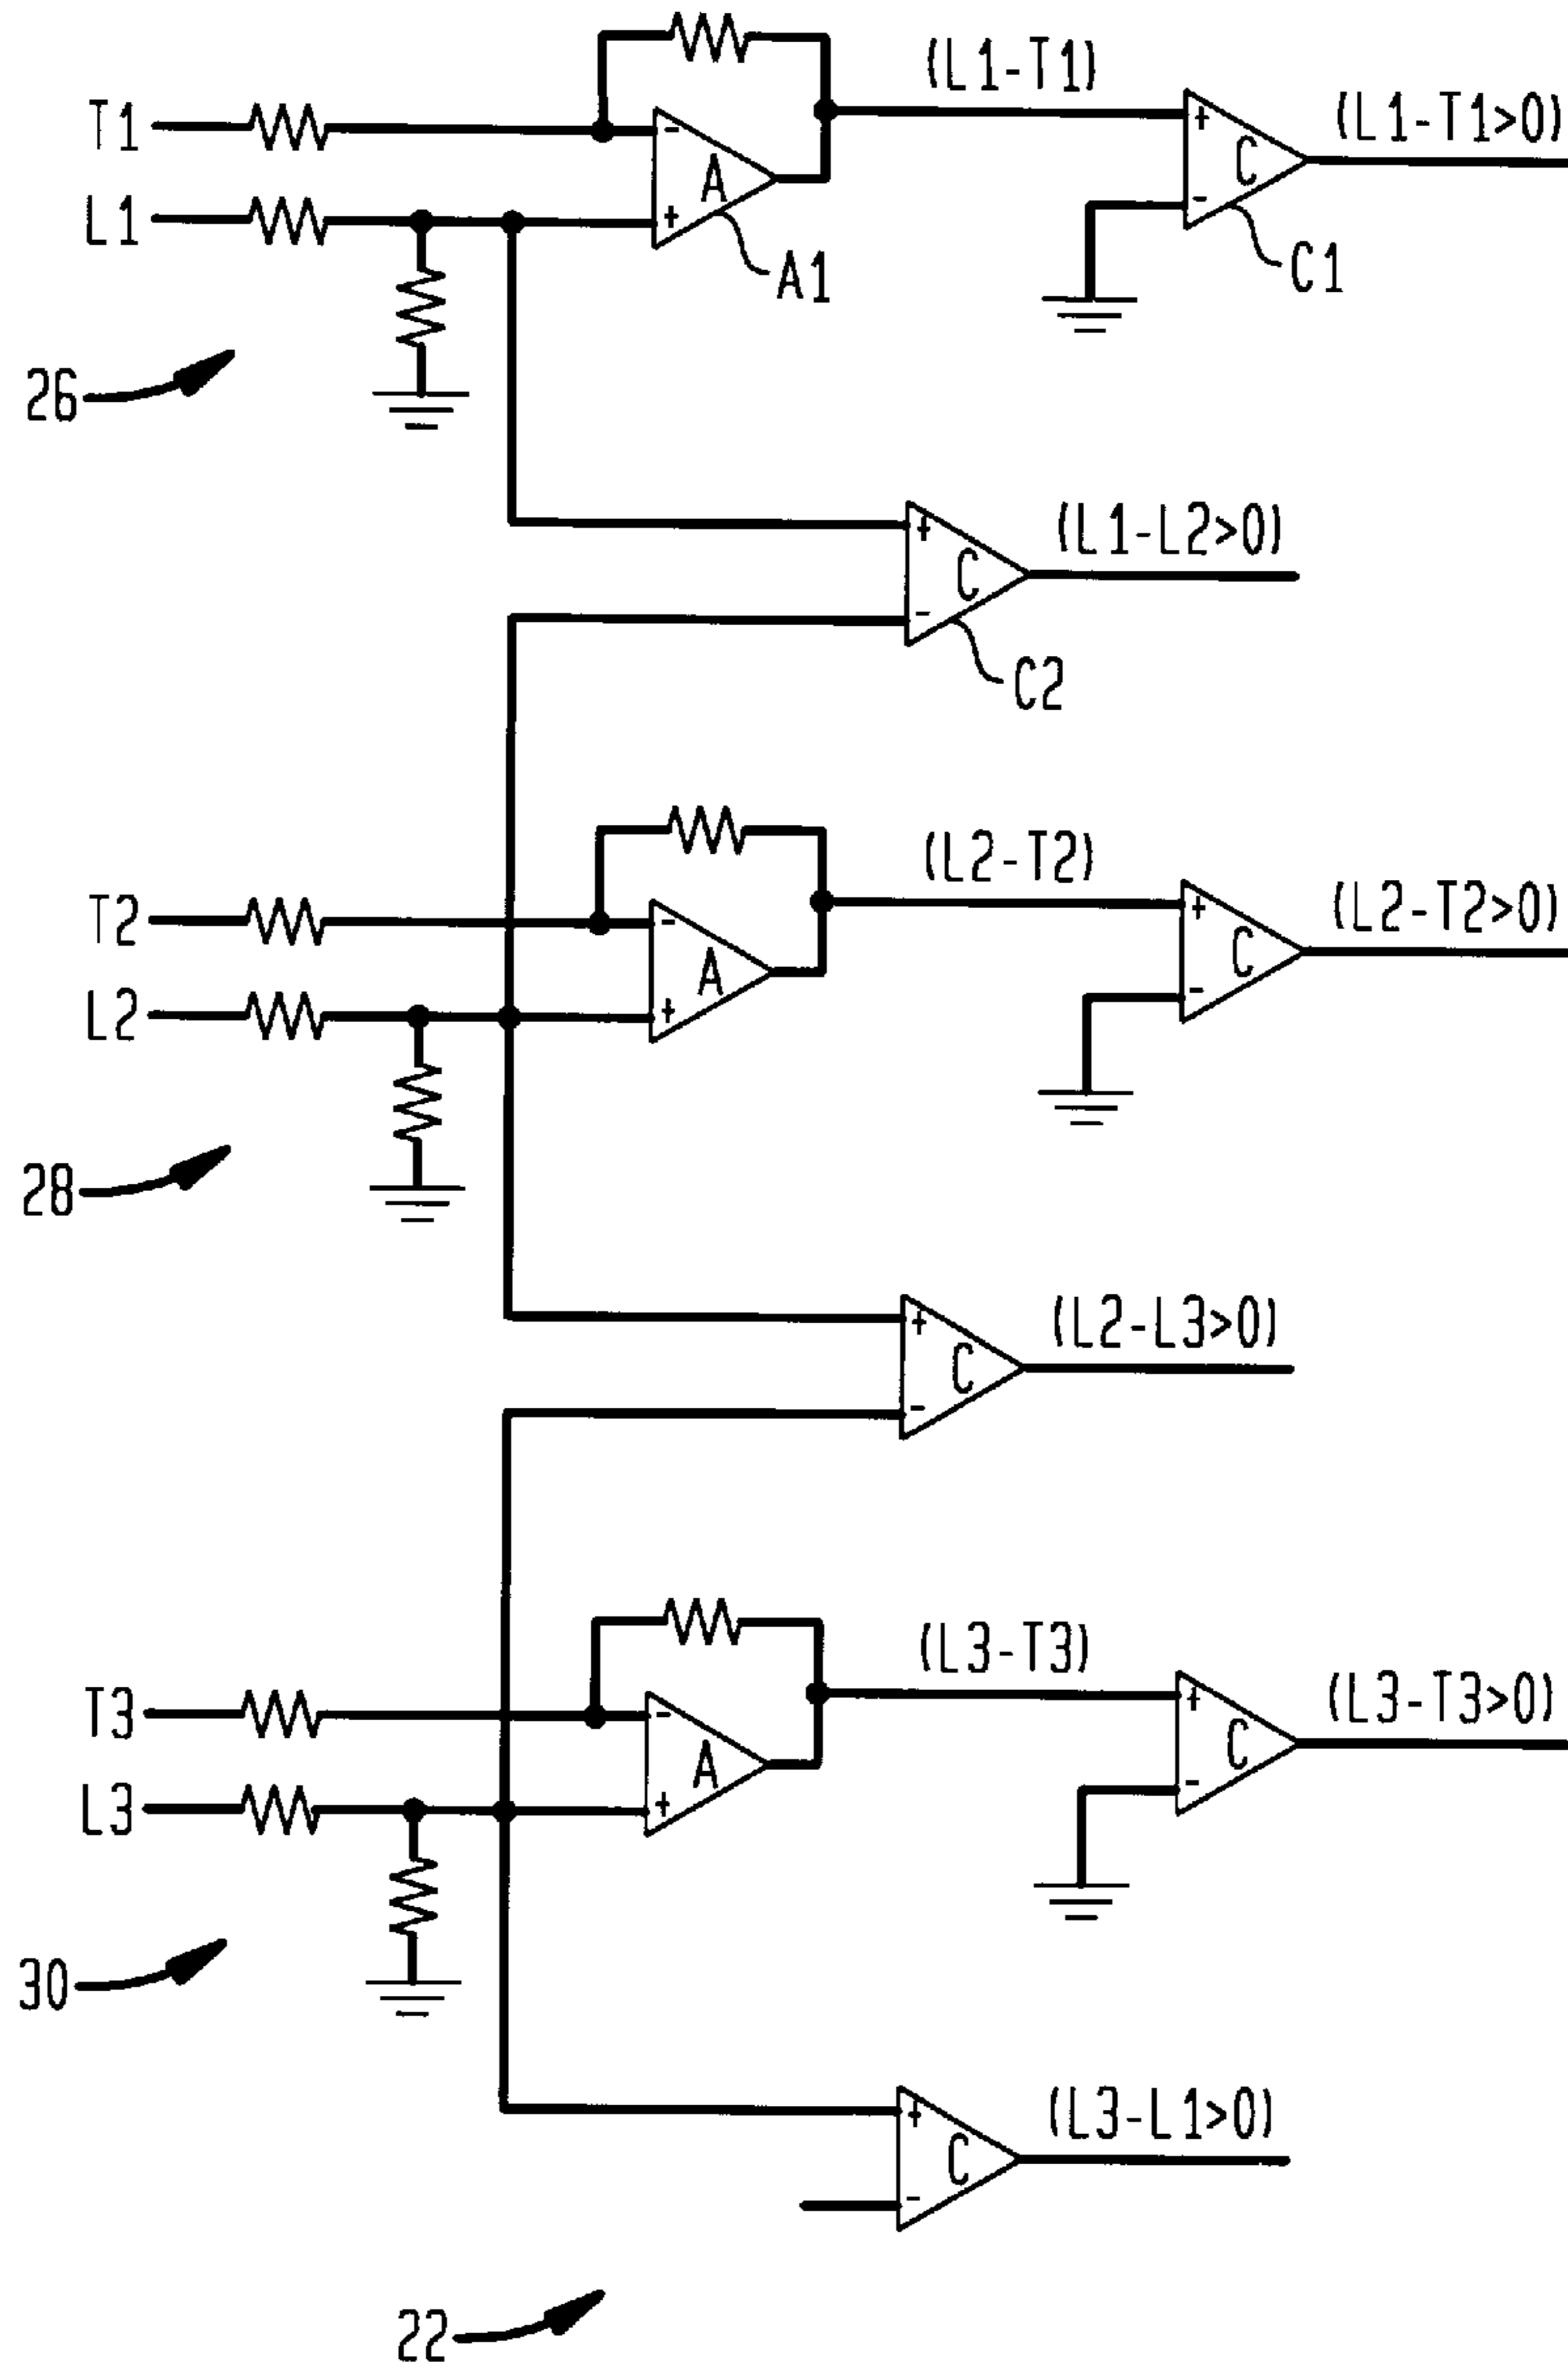 (L1-T1)
T1
(L1-T1>0)
+
-
C
A
-
L1
+
C1
A1
26
(L1-L2>0)
+
C
-
C2
(L2-T2)
T2
(L2-T2>0)
+
-
C
A
-
L2
+
28
(L2-L3>0)
+
C
-
(L3-T3)
T3
(L3-T3>0)
+
-
C
A
-
L3
+
30
(L3-L1>0)
+
C
-
22